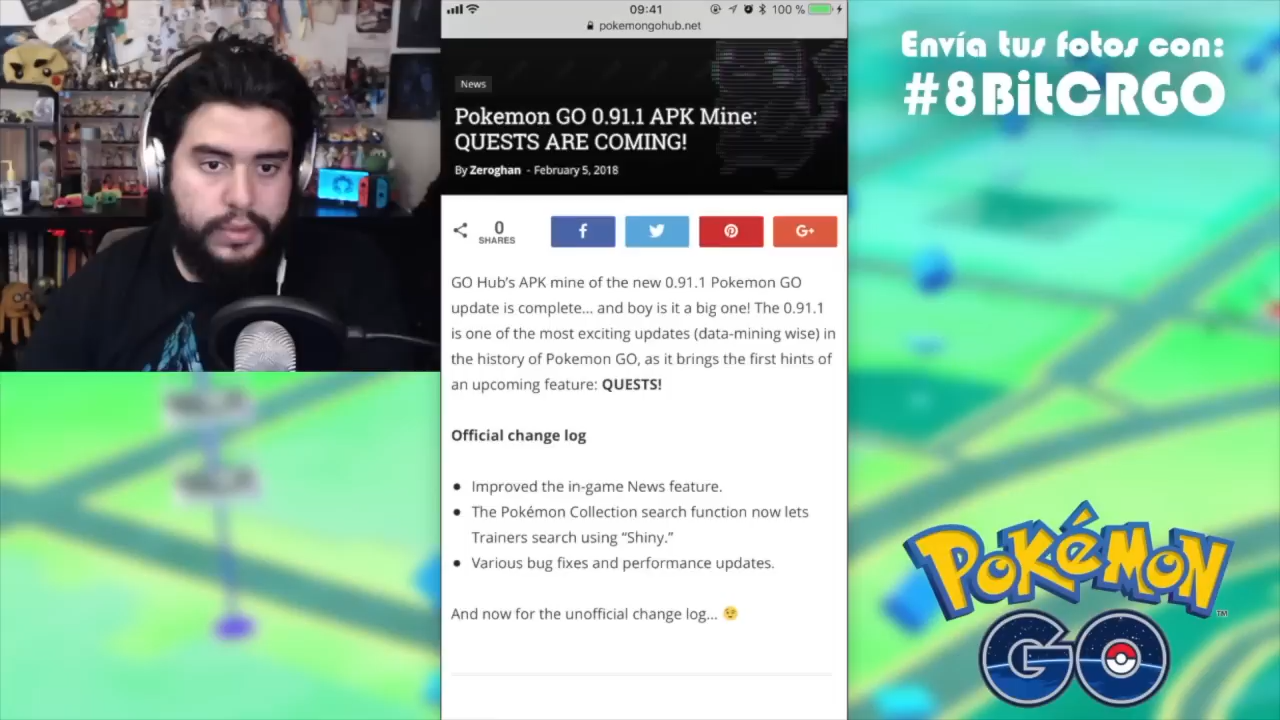 09:41
100 %
pokemongohub.net
News
Pokemon GO 0.91.1 APK Mine:
QUESTS ARE COMING!
By Zeroghan - February 5, 2018
0
SHARES
G+
GO Hub's APK mine of the new 0.91.1 Pokemon GO
update is complete... and boy is it a big one! The 0.91.1
is one of the most exciting updates (data-mining wise) in
the history of Pokemon GO, as it brings the first hints of
an upcoming feature: QUESTS!
Official change log
Improved the in-game News feature.
The Pokémon Collection search function now lets
Trainers search using “Shiny.”
Various bug fixes and performance updates.
And now for the unofficial change log... 😉
Envía tus fotos con:
#8BitCRGO
POKéMON
TM
GO